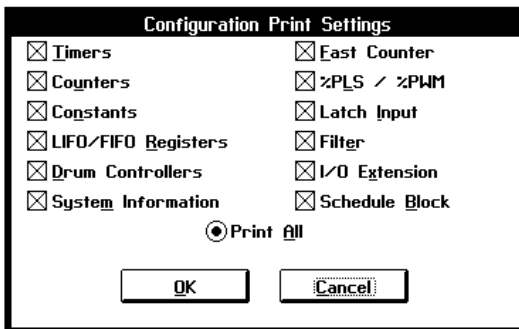 Configuration Print Settings
Timers
Fast Counter
Counters
%PLS / %PWM
Constants
Latch Input
LIFO/FIFO Registers
Filter
Drum Controllers
I/O Extension
System Information
Schedule Block
Print All
OK
Cancel